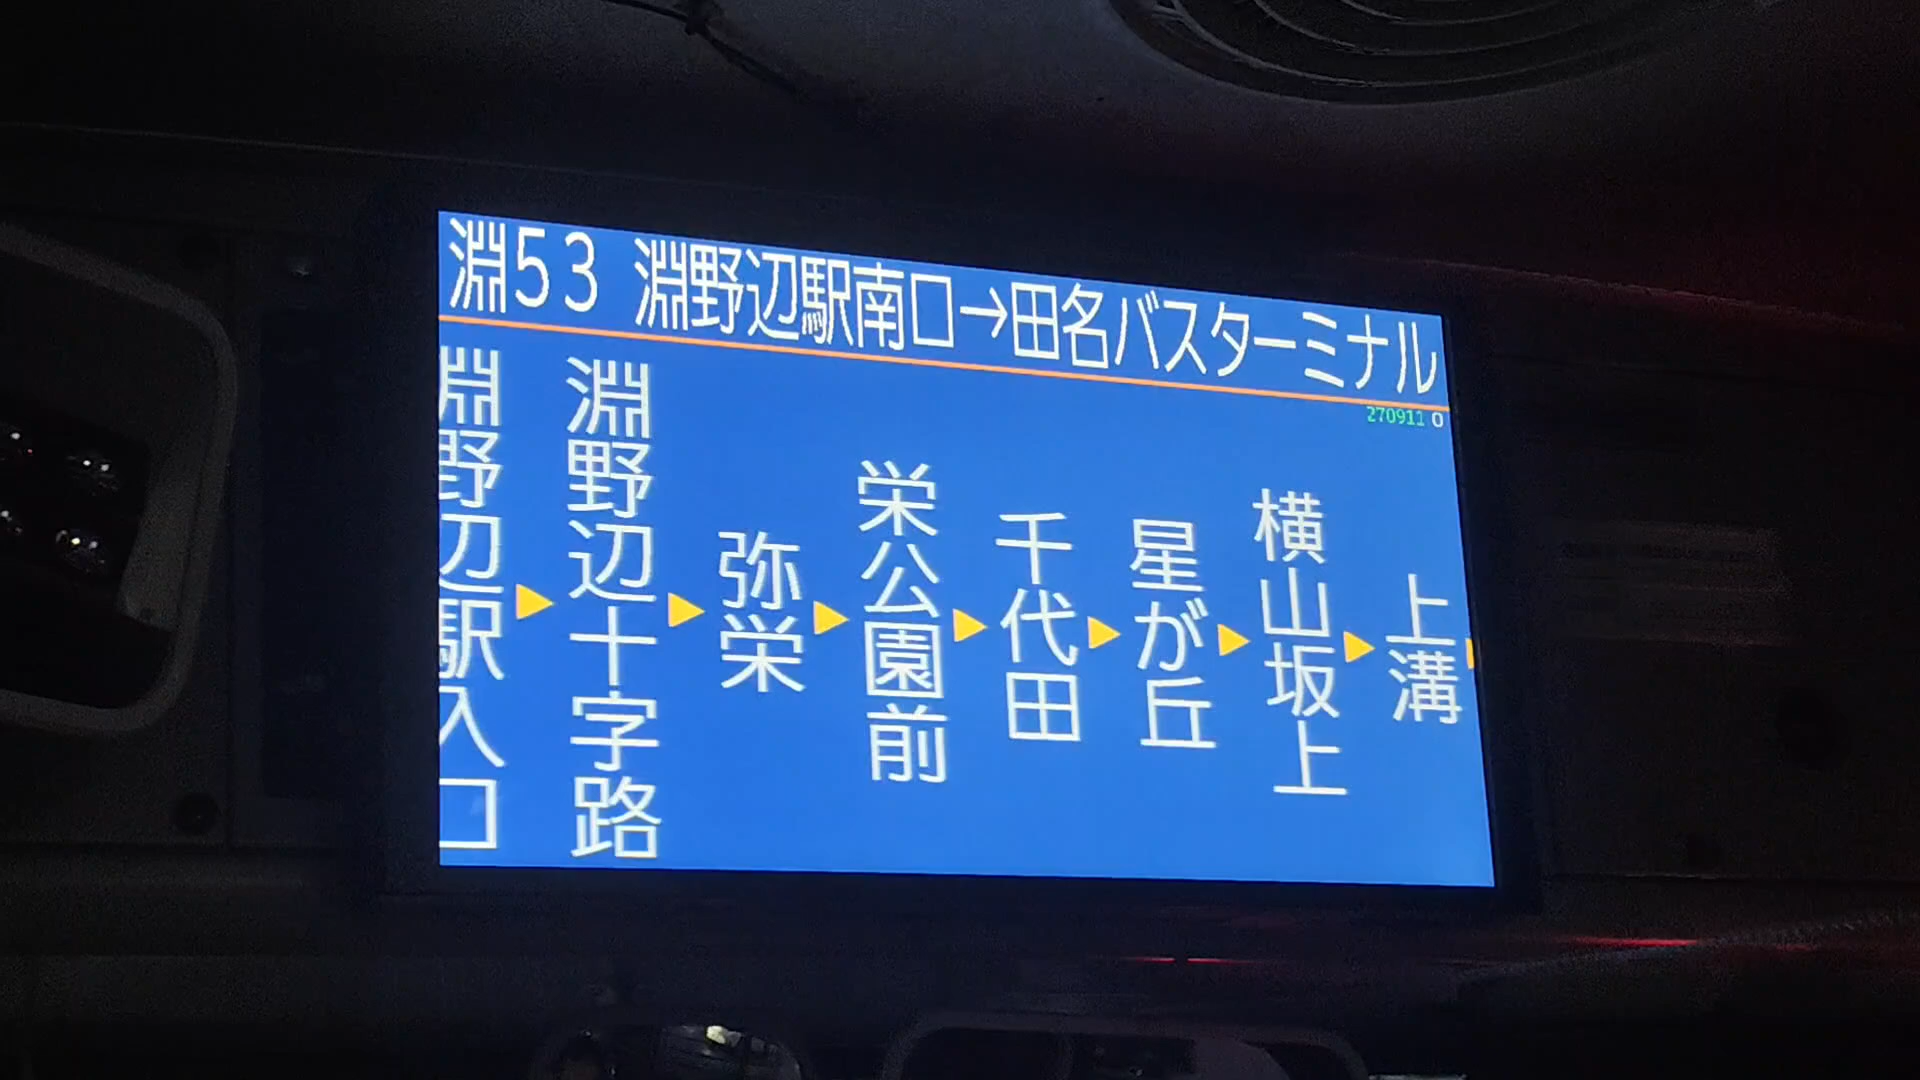 淵53 淵野辺駅南口→田名バスターミナル
270911 0
淵野辺駅入口
▶
淵野辺十字路
▶
弥栄
▶
栄公園前
▶
千代田
▶
星が丘
▶
横山坂上
▶
上溝